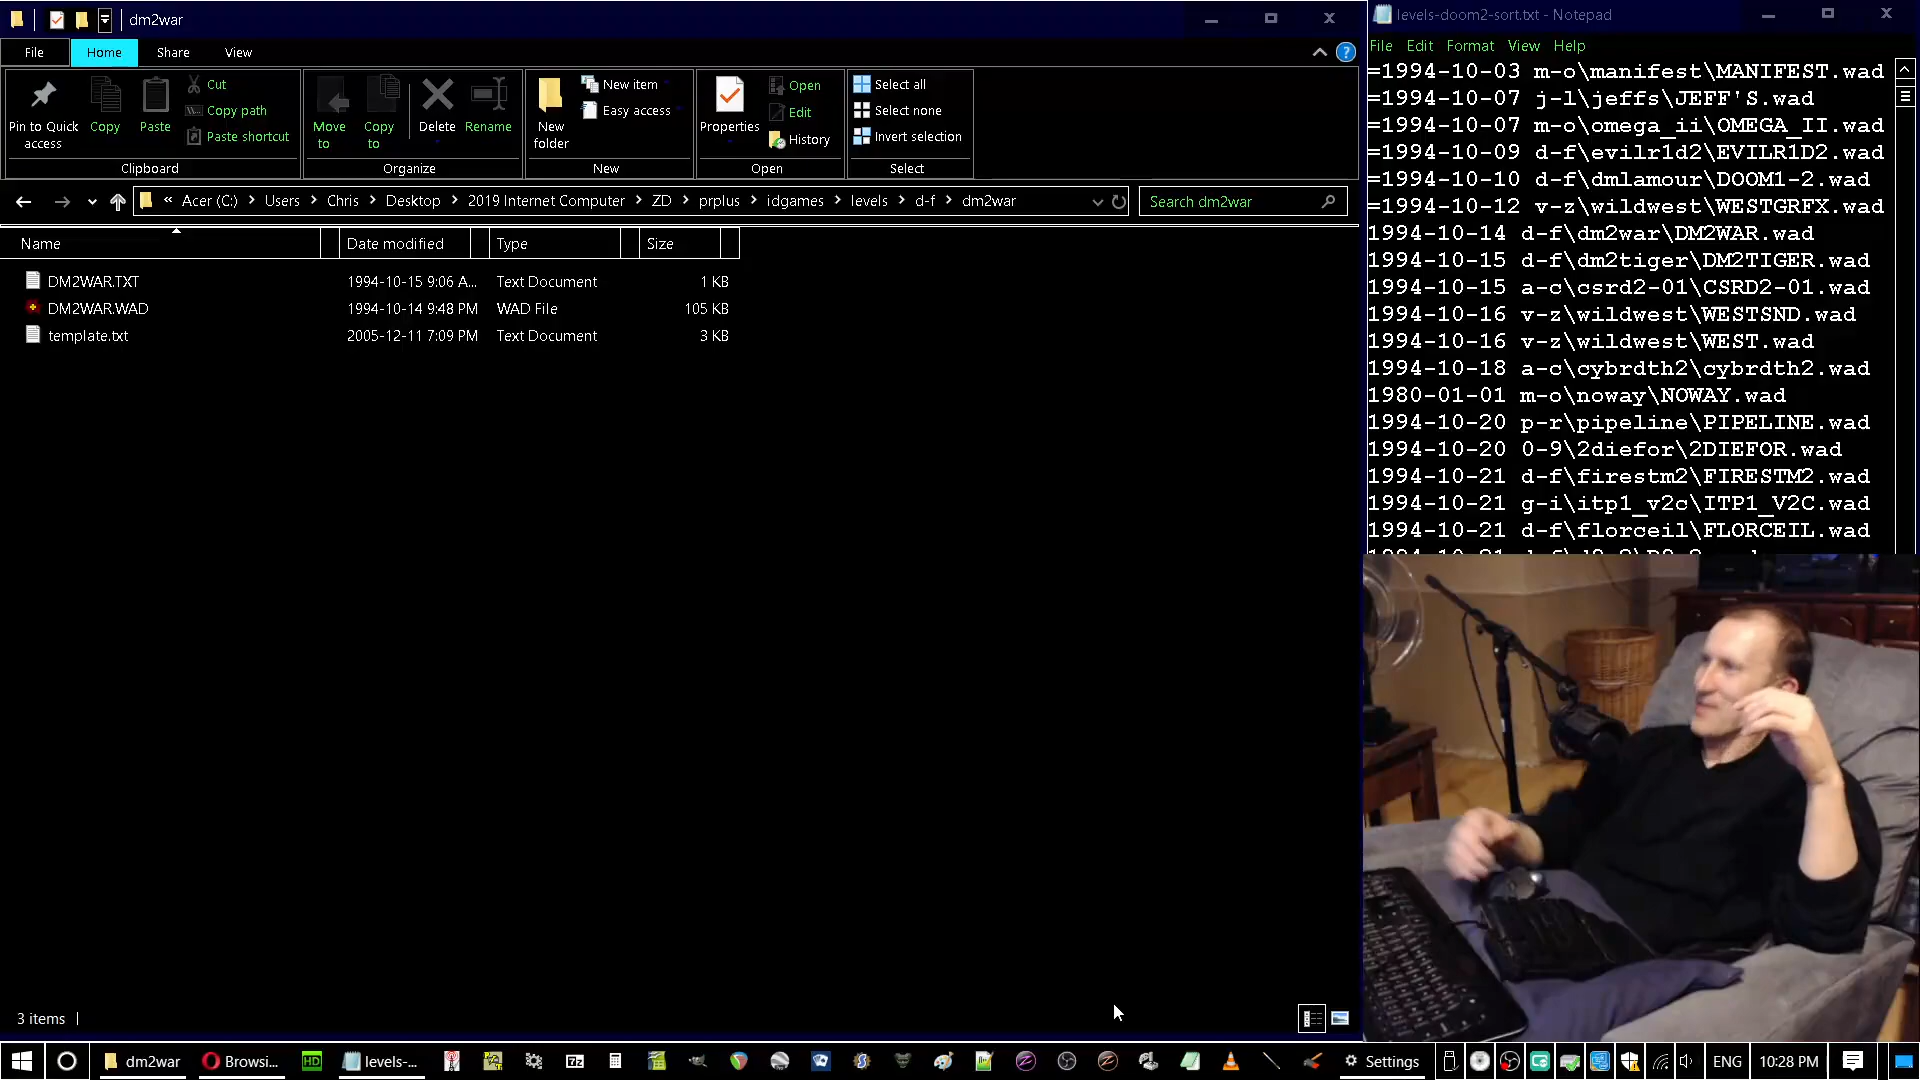 dm2war
File Home Share View
Pin to Quick access
Copy
Paste
Cut
Copy path
Paste shortcut
Clipboard
Move to
Copy to
Delete
Rename
Organize
New folder
New item
Easy access
New
Properties
Open
Edit
History
Open
Select all
Select none
Invert selection
Select
« Acer (C:) > Users > Chris > Desktop > 2019 Internet Computer > ZD > prplus > idgames > levels > d-f > dm2war
Search dm2war
Name Date modified Type Size
DM2WAR.TXT 1994-10-15 9:06 A... Text Document 1 KB
DM2WAR.WAD 1994-10-14 9:48 PM WAD File 105 KB
template.txt 2005-12-11 7:09 PM Text Document 3 KB
3 items
levels-doom2-sort.txt - Notepad
File Edit Format View Help
=1994-10-03 m-o\manifest\MANIFEST.wad
=1994-10-07 j-l\jeffs\JEFF'S.wad
=1994-10-07 m-o\omega_ii\OMEGA_II.wad
=1994-10-09 d-f\evilr1d2\EVILR1D2.wad
=1994-10-10 d-f\dmlamour\DOOM1-2.wad
=1994-10-12 v-z\wildwest\WESTGRFX.wad
1994-10-14 d-f\dm2war\DM2WAR.wad
1994-10-15 d-f\dm2tiger\DM2TIGER.wad
1994-10-15 a-c\csrd2-01\CSRD2-01.wad
1994-10-16 v-z\wildwest\WESTSND.wad
1994-10-16 v-z\wildwest\WEST.wad
1994-10-18 a-c\cybrdth2\cybrdth2.wad
1980-01-01 m-o\noway\NOWAY.wad
1994-10-20 p-r\pipeline\PIPELINE.wad
1994-10-20 0-9\2diefor\2DIEFOR.wad
1994-10-21 d-f\firestm2\FIRESTM2.wad
1994-10-21 g-i\itp1_v2c\ITP1_V2C.wad
1994-10-21 d-f\florceil\FLORCEIL.wad
dm2war
Browsi...
HD
levels-...
7z
Settings
ENG
10:28 PM